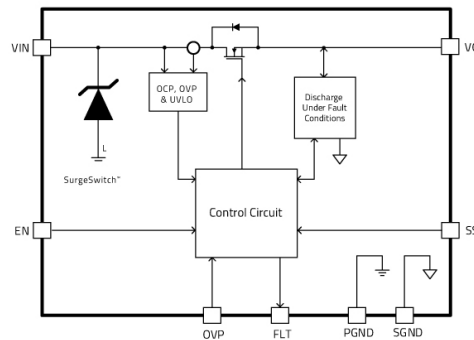 VIN
OCP, OVP
& UVLO
Discharge
Under Fault
Conditions
L
SurgeSwitch™
Control Circuit
EN
OVP
FLT
PGND
SGND